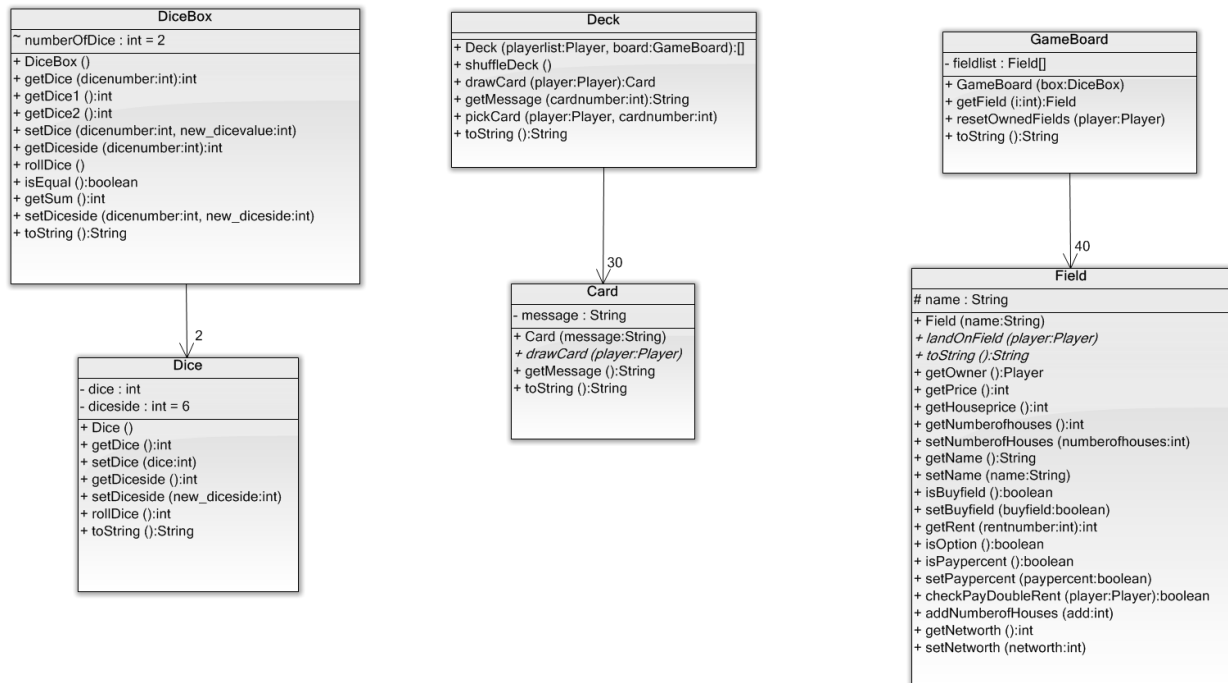 DiceBox
~ numberOfDice : int = 2
+ DiceBox ()
+ getDice (dicenumber:int):int
+ getDice1 ():int
+ getDice2 ():int
+ setDice (dicenumber:int, new_dicevalue:int)
+ getDiceside (dicenumber:int):int
+ rollDice ()
+ isEqual ():boolean
+ getSum ():int
+ setDiceside (dicenumber:int, new_diceside:int)
+ toString ():String
2
Dice
- dice : int
- diceside : int = 6
+ Dice ()
+ getDice ():int
+ setDice (dice:int)
+ getDiceside ():int
+ setDiceside (new_diceside:int)
+ rollDice ():int
+ toString ():String
Deck
+ Deck (playerlist:Player, board:GameBoard):[]
+ shuffleDeck ()
+ drawCard (player:Player):Card
+ getMessage (cardnumber:int):String
+ pickCard (player:Player, cardnumber:int)
+ toString ():String
30
Card
- message : String
+ Card (message:String)
+ drawCard (player:Player)
+ getMessage ():String
+ toString ():String
GameBoard
- fieldlist : Field[]
+ GameBoard (box:DiceBox)
+ getField (i:int):Field
+ resetOwnedFields (player:Player)
+ toString ():String
40
Field
# name : String
+ Field (name:String)
+ landOnField (player:Player)
+ toString ():String
+ getOwner ():Player
+ getPrice ():int
+ getHouseprice ():int
+ getNumberofhouses ():int
+ setNumberofHouses (numberofhouses:int)
+ getName ():String
+ setName (name:String)
+ isBuyfield ():boolean
+ setBuyfield (buyfield:boolean)
+ getRent (rentnumber:int):int
+ isOption ():boolean
+ isPaypercent ():boolean
+ setPaypercent (paypercent:boolean)
+ checkPayDoubleRent (player:Player):boolean
+ addNumberofHouses (add:int)
+ getNetworth ():int
+ setNetworth (networth:int)